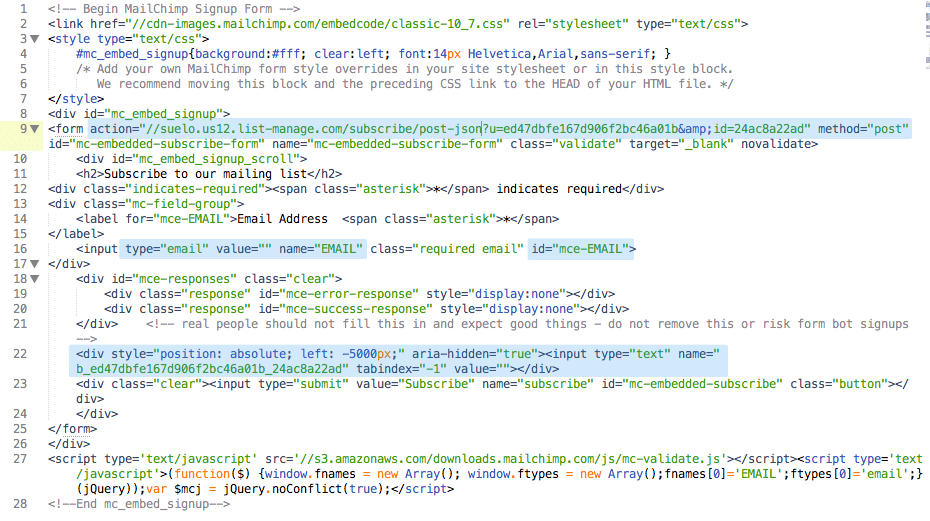 1 <!-- Begin MailChimp Signup Form -->
2 <link href="//cdn-images.mailchimp.com/embedcode/classic-10_7.css" rel="stylesheet" type="text/css">
3 <style type="text/css">
4 #mc_embed_signup{background:#fff; clear:left; font:14px Helvetica,Arial,sans-serif; }
5 /* Add your own MailChimp form style overrides in your site stylesheet or in this style block.
6 We recommend moving this block and the preceding CSS link to the HEAD of your HTML file. */
7 </style>
8 <div id="mc_embed_signup">
9 <form action="//suelo.us12.list-manage.com/subscribe/post-json?u=ed47dbfe167d906f2bc46a01b&amp;id=24ac8a22ad" method="post"
id="mc-embedded-subscribe-form" name="mc-embedded-subscribe-form" class="validate" target="_blank" novalidate>
10 <div id="mc_embed_signup_scroll">
11 <h2>Subscribe to our mailing list</h2>
12 <div class="indicates-required"><span class="asterisk">*</span> indicates required</div>
13 <div class="mc-field-group">
14 <label for="mce-EMAIL">Email Address <span class="asterisk">*</span>
15 </label>
16 <input type="email" value="" name="EMAIL" class="required email" id="mce-EMAIL">
17 </div>
18 <div id="mce-responses" class="clear">
19 <div class="response" id="mce-error-response" style="display:none"></div>
20 <div class="response" id="mce-success-response" style="display:none"></div>
21 </div> <!-- real people should not fill this in and expect good things - do not remove this or risk form bot signups
-->
22 <div style="position: absolute; left: -5000px;" aria-hidden="true"><input type="text" name="
b_ed47dbfe167d906f2bc46a01b_24ac8a22ad" tabindex="-1" value=""></div>
23 <div class="clear"><input type="submit" value="Subscribe" name="subscribe" id="mc-embedded-subscribe" class="button"></
div>
24 </div>
25 </form>
26 </div>
27 <script type='text/javascript' src='//s3.amazonaws.com/downloads.mailchimp.com/js/mc-validate.js'></script><script type='text
/javascript'>(function($) {window.fnames = new Array(); window.ftypes = new Array();fnames[0]='EMAIL';ftypes[0]='email';}
(jQuery));var $mcj = jQuery.noConflict(true);</script>
28 <!--End mc_embed_signup-->